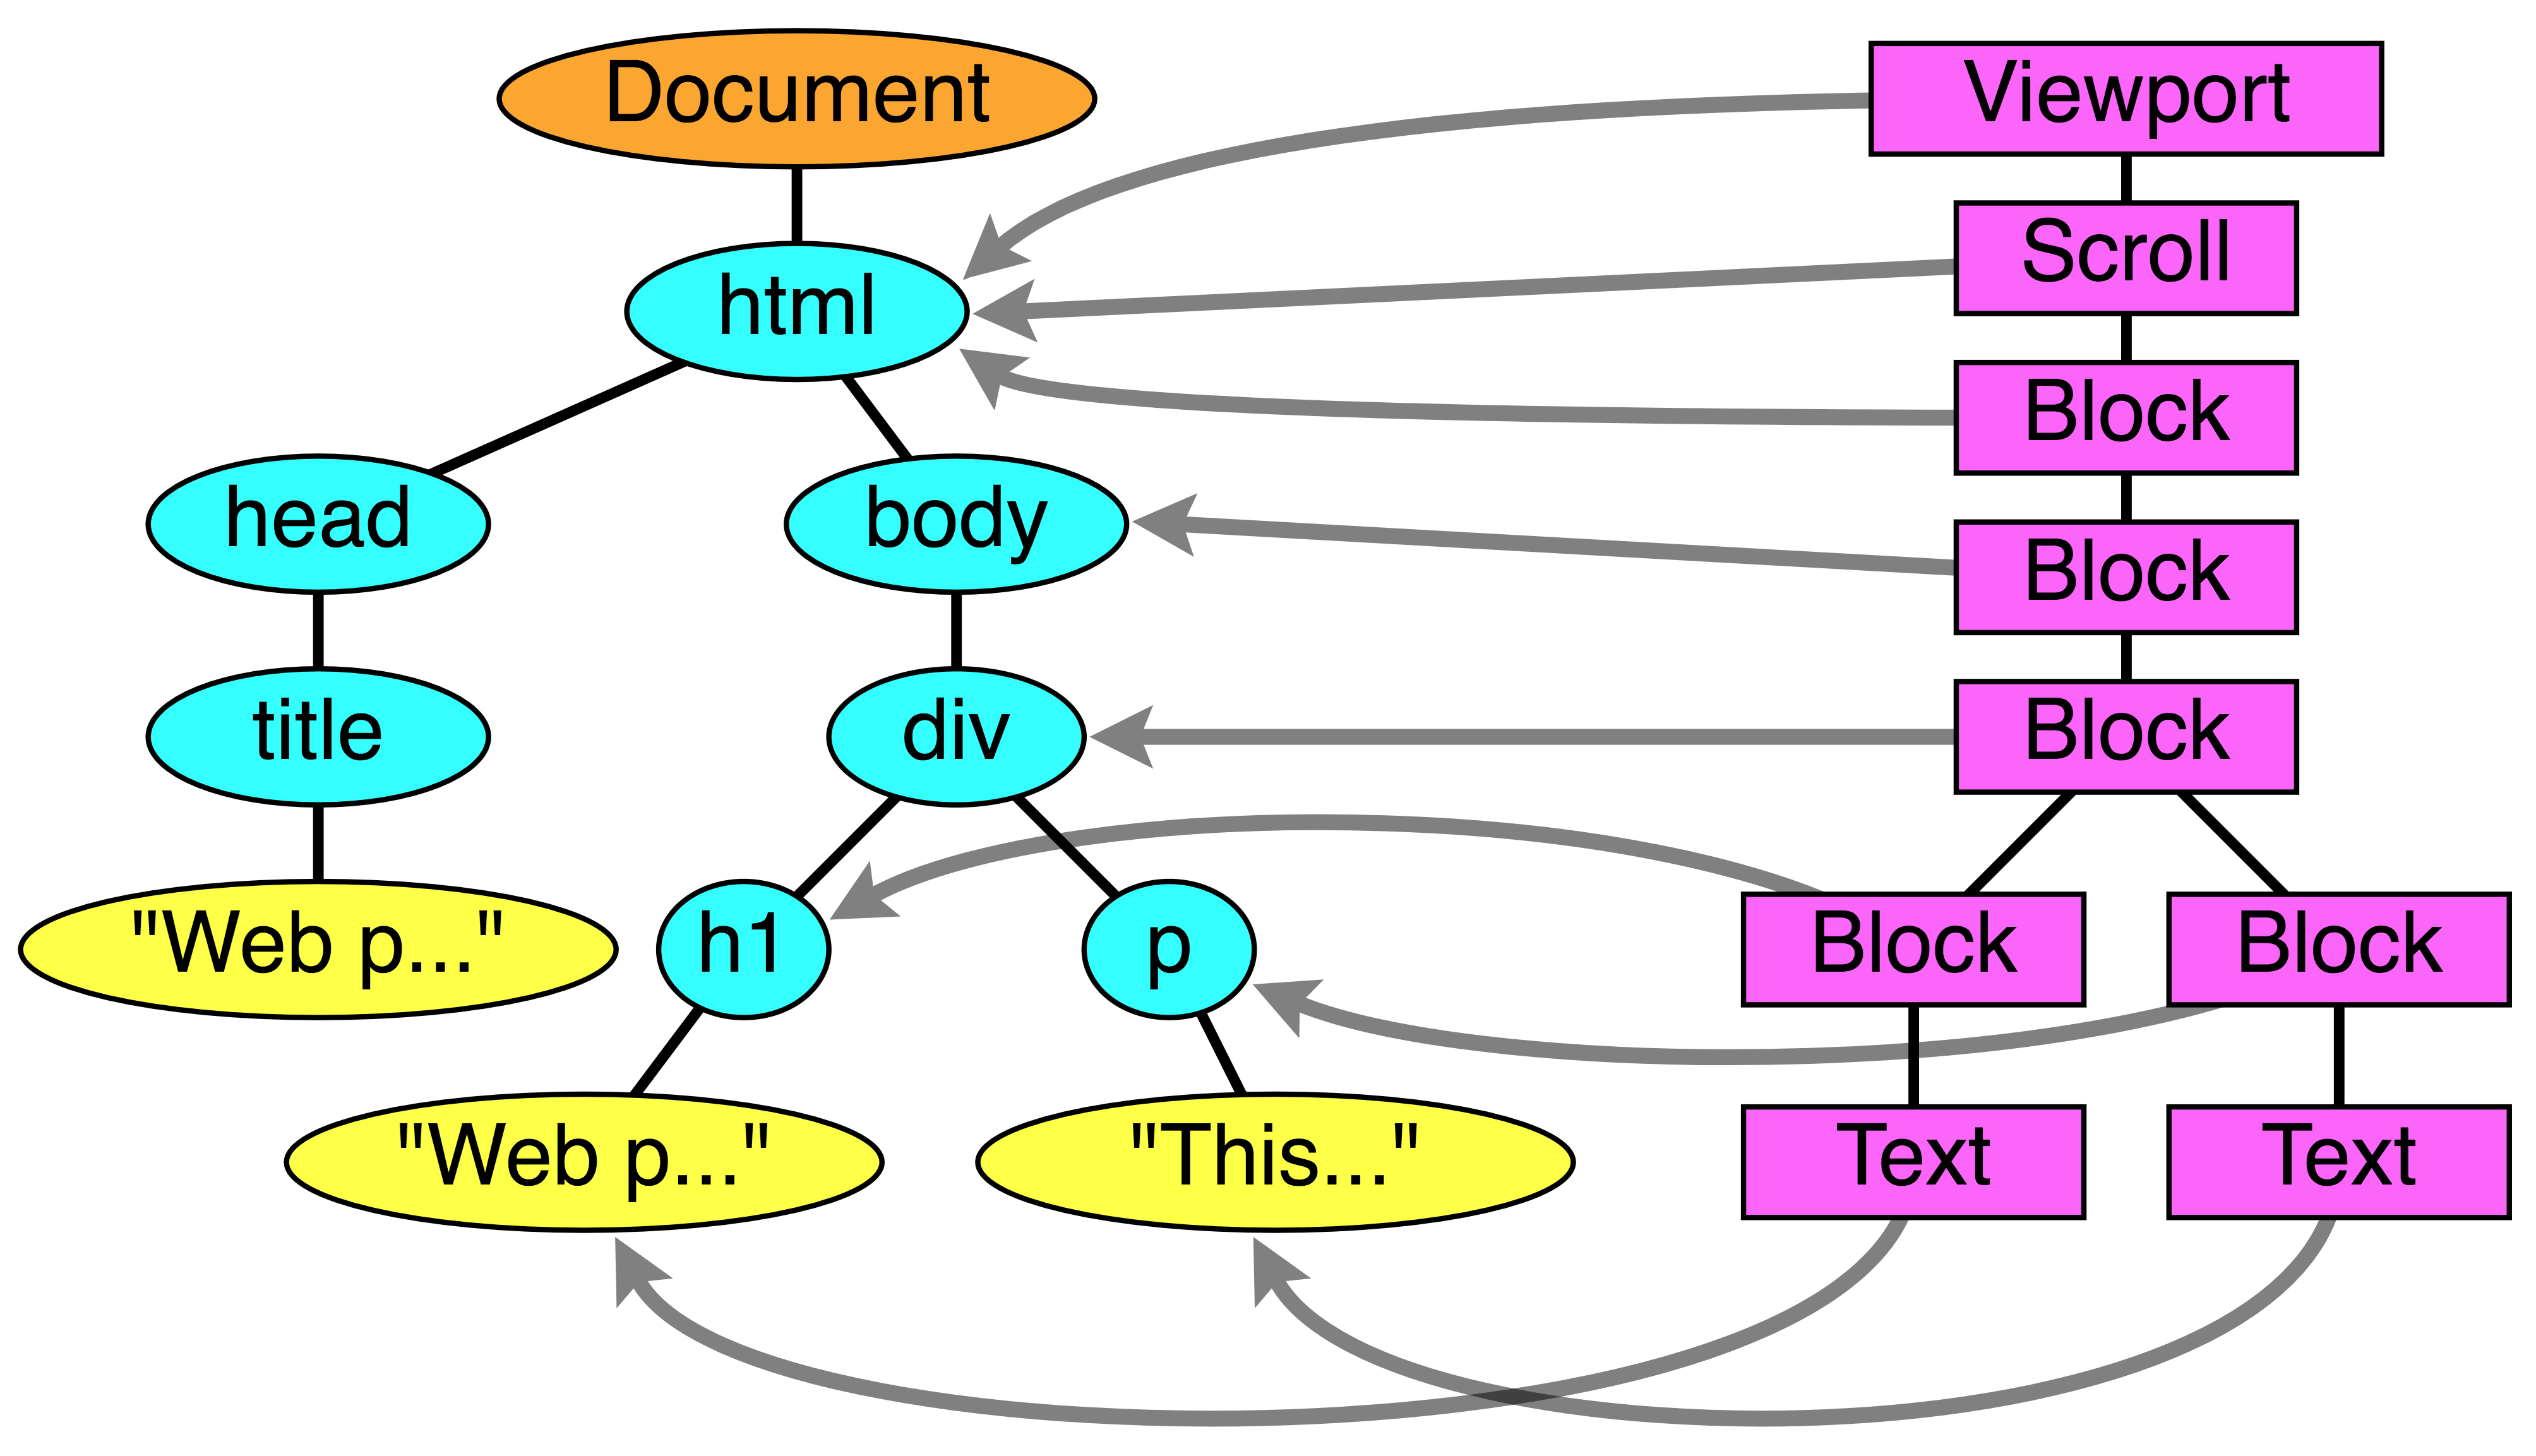 Document
Viewport
html
Scroll
Block
head
body
Block
title
div
Block
"Web p..."
h1
p
Block
Block
"Web p..."
"This..."
Text
Text